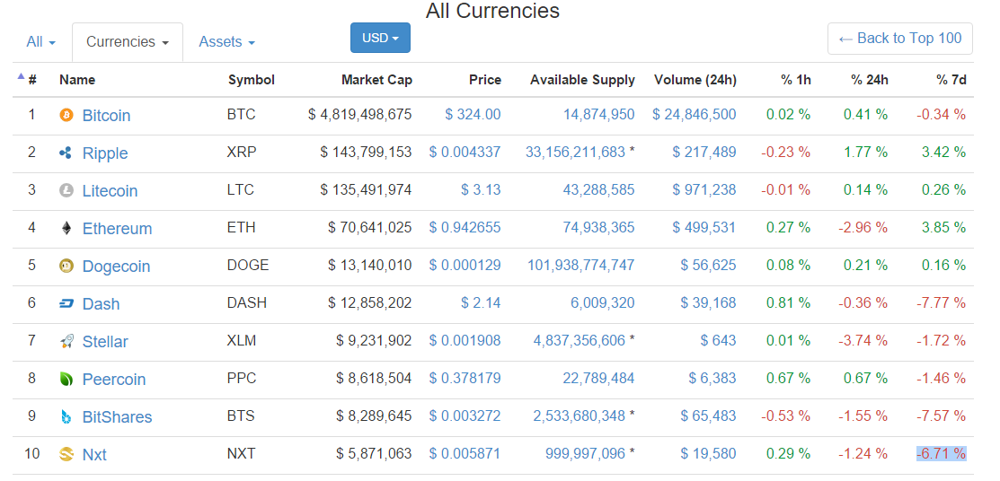 All Currencies
All Currencies Assets USD ← Back to Top 100
# Name Symbol Market Cap Price Available Supply Volume (24h) % 1h % 24h % 7d
1 Bitcoin BTC $ 4,819,498,675 $ 324.00 14,874,950 $ 24,846,500 0.02 % 0.41 % -0.34 %
2 Ripple XRP $ 143,799,153 $ 0.004337 33,156,211,683 * $ 217,489 -0.23 % 1.77 % 3.42 %
3 Litecoin LTC $ 135,491,974 $ 3.13 43,288,585 $ 971,238 -0.01 % 0.14 % 0.26 %
4 Ethereum ETH $ 70,641,025 $ 0.942655 74,938,365 $ 499,531 0.27 % -2.96 % 3.85 %
5 Dogecoin DOGE $ 13,140,010 $ 0.000129 101,938,774,747 $ 56,625 0.08 % 0.21 % 0.16 %
6 Dash DASH $ 12,858,202 $ 2.14 6,009,320 $ 39,168 0.81 % -0.36 % -7.77 %
7 Stellar XLM $ 9,231,902 $ 0.001908 4,837,356,606 * $ 643 0.01 % -3.74 % -1.72 %
8 Peercoin PPC $ 8,618,504 $ 0.378179 22,789,484 $ 6,383 0.67 % 0.67 % -1.46 %
9 BitShares BTS $ 8,289,645 $ 0.003272 2,533,680,348 * $ 65,483 -0.53 % -1.55 % -7.57 %
10 Nxt NXT $ 5,871,063 $ 0.005871 999,997,096 * $ 19,580 0.29 % -1.24 % -6.71 %